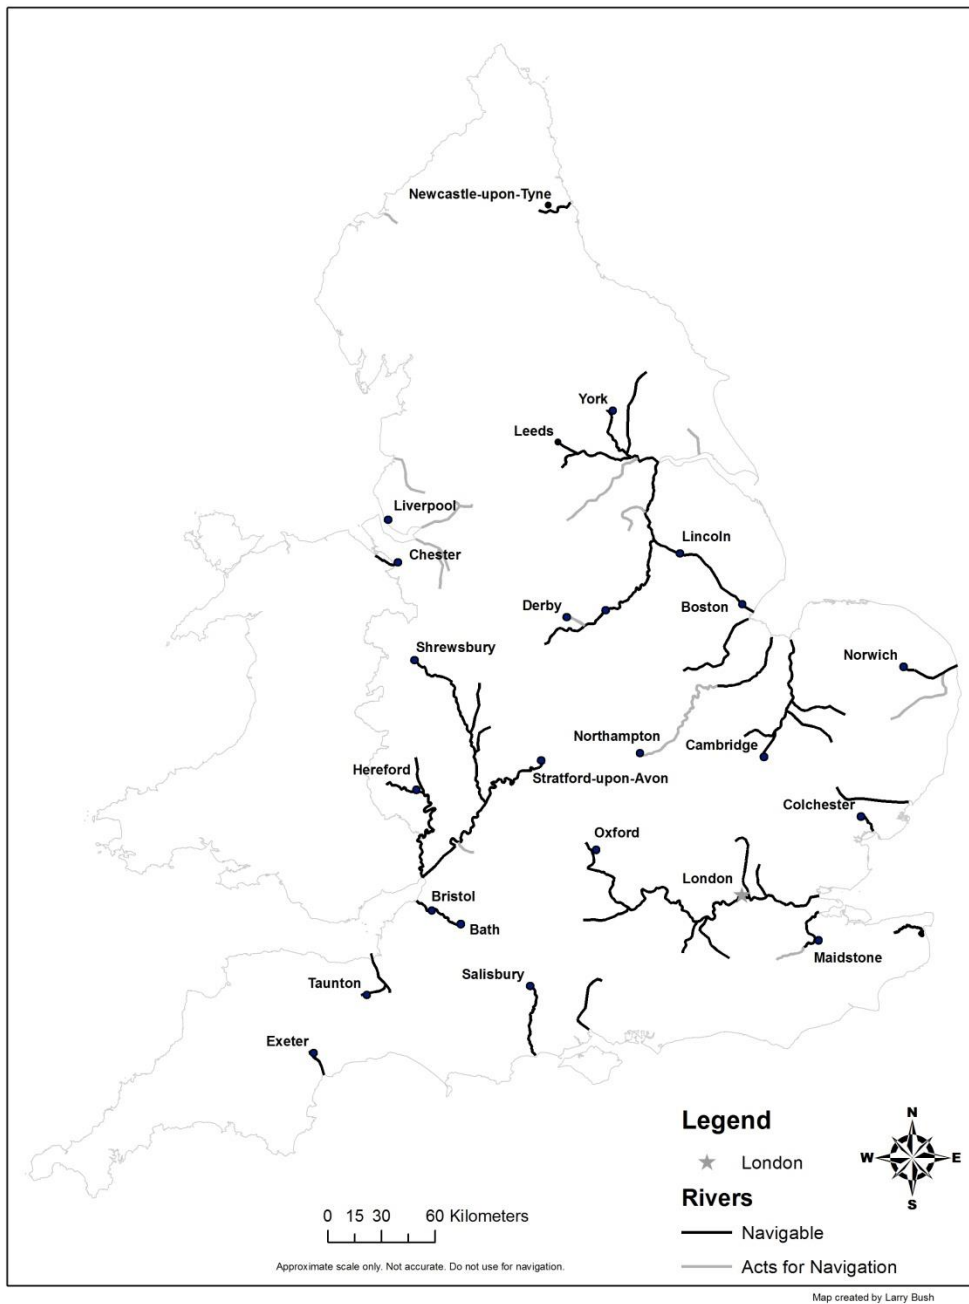 Newcastle-upon-Tyne
York
Leeds
Liverpool
Chester
Lincoln
Derby
Boston
Shrewsbury
Norwich
Northampton
Cambridge
Hereford
Stratford-upon-Avon
Colchester
Oxford
London
Bristol
Bath
Maidstone
Salisbury
Taunton
Exeter
Legend
London
Rivers
Navigable
Acts for Navigation
N
W
E
S
0 15 30 60 Kilometers
Approximate scale only. Not accurate. Do not use for navigation.
Map created by Larry Bush